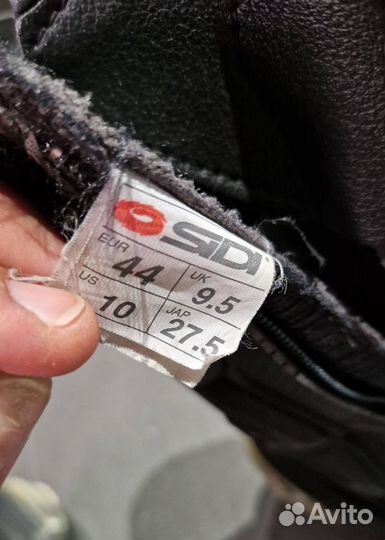 SIDI
EUR UK
44 9.5
US JAP
10 27.5
Avito